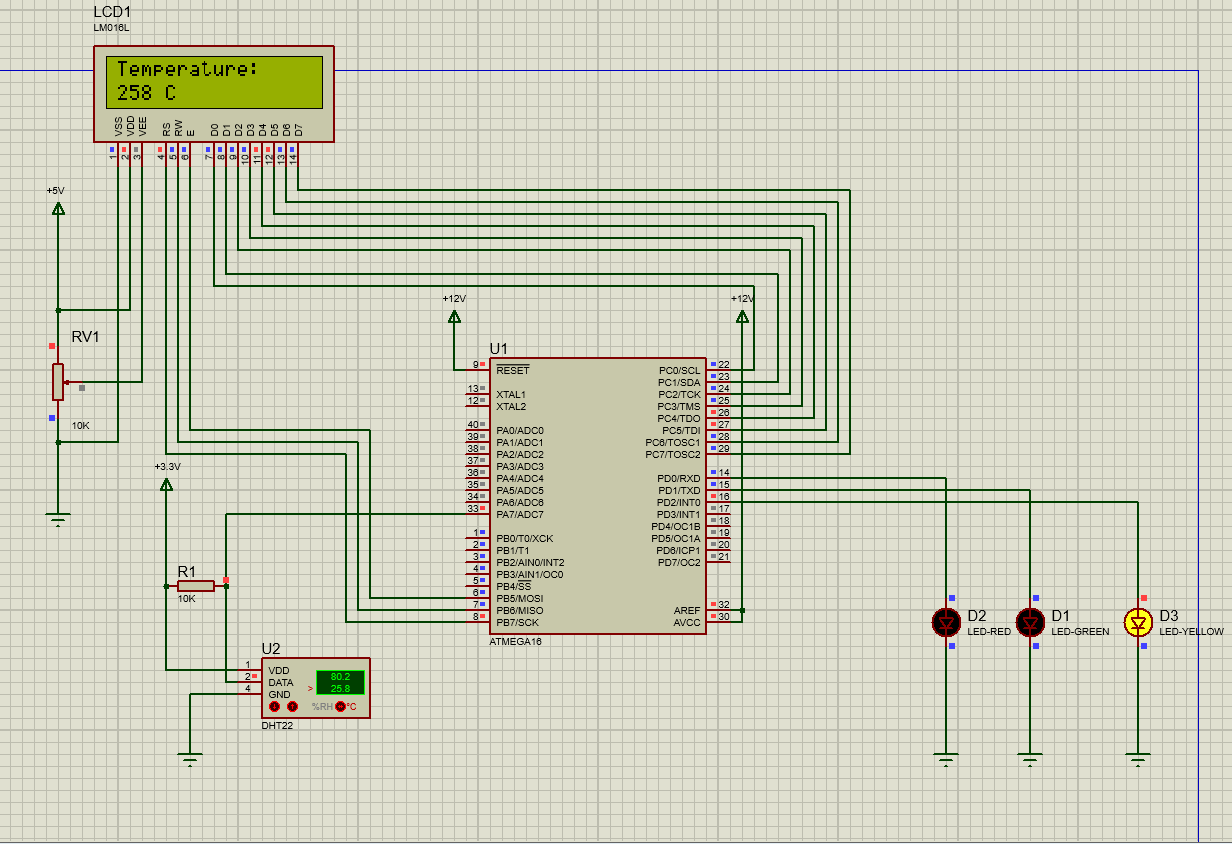 LCD1
LM016L
Temperature:
258 C
VSS VDD VEE RS RW E D0 D1 D2 D3 D4 D5 D6 D7
1 2 3 4 5 6 7 8 9 10 11 12 13 14
+5V
RV1
10K
+12V
+12V
U1
9 RESET
13 XTAL1
12 XTAL2
40 PA0/ADC0
39 PA1/ADC1
38 PA2/ADC2
37 PA3/ADC3
36 PA4/ADC4
35 PA5/ADC5
34 PA6/ADC6
33 PA7/ADC7
1 PB0/T0/XCK
2 PB1/T1
3 PB2/AIN0/INT2
4 PB3/AIN1/OC0
5 PB4/SS
6 PB5/MOSI
7 PB6/MISO
8 PB7/SCK
PC0/SCL 22
PC1/SDA 23
PC2/TCK 24
PC3/TMS 25
PC4/TDO 26
PC5/TDI 27
PC6/TOSC1 28
PC7/TOSC2 29
PD0/RXD 14
PD1/TXD 15
PD2/INT0 16
PD3/INT1 17
PD4/OC1B 18
PD5/OC1A 19
PD6/ICP1 20
PD7/OC2 21
AREF 32
AVCC 30
ATMEGA16
+3.3V
R1
10K
U2
1 VDD
2 DATA
4 GND
80.2
> 25.8
%RH °C
DHT22
D2
LED-RED
D1
LED-GREEN
D3
LED-YELLOW